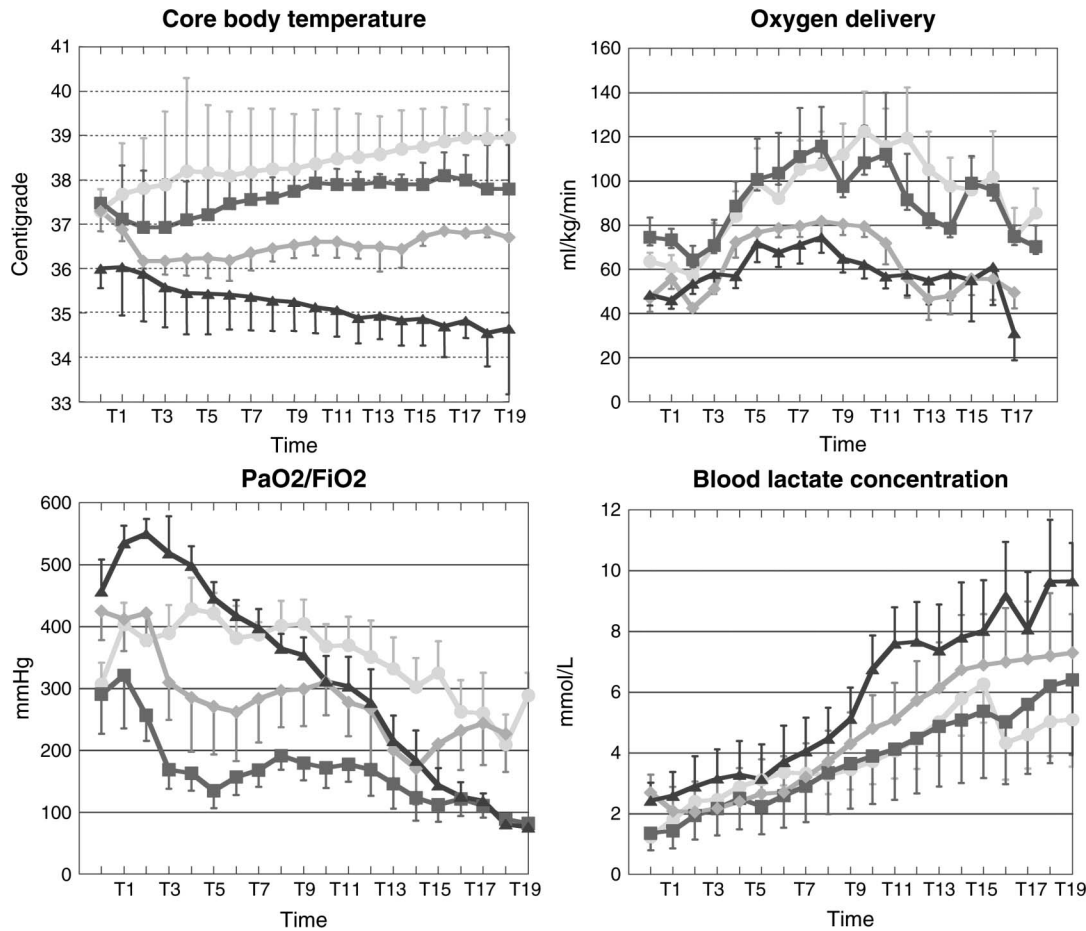 Core body temperature
Centigrade
41
40
39
38
37
36
35
34
33
T1 T3 T5 T7 T9 T11 T13 T15 T17 T19
Time
Oxygen delivery
ml/kg/min
160
140
120
100
80
60
40
20
0
T1 T3 T5 T7 T9 T11 T13 T15 T17
Time
PaO2/FiO2
mmHg
600
500
400
300
200
100
0
T1 T3 T5 T7 T9 T11 T13 T15 T17 T19
Time
Blood lactate concentration
mmol/L
12
10
8
6
4
2
0
T1 T3 T5 T7 T9 T11 T13 T15 T17 T19
Time